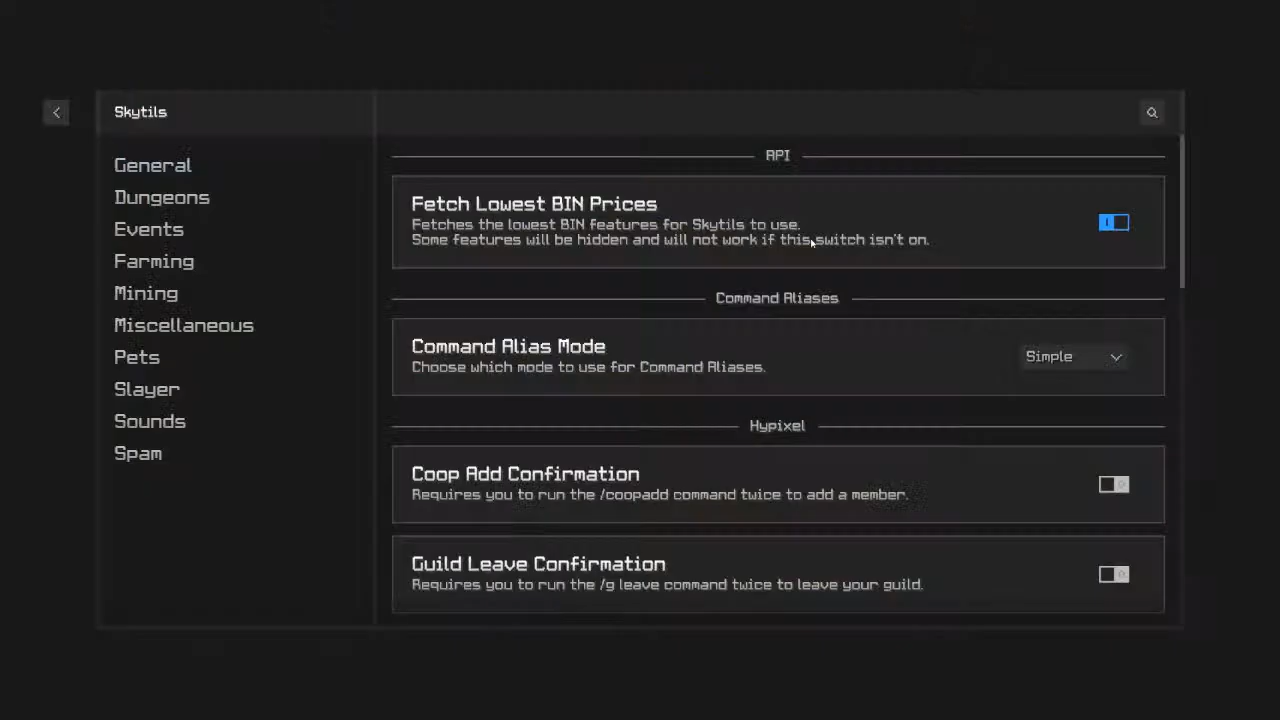 Skytils
General
Dungeons
Events
Farming
Mining
Miscellaneous
Pets
Slayer
Sounds
Spam
API
Fetch Lowest BIN Prices
Fetches the lowest BIN features for Skytils to use.
Some features will be hidden and will not work if this switch isn't on.
Command Aliases
Command Alias Mode
Choose which mode to use for Command Aliases.
Simple
Hypixel
Coop Add Confirmation
Requires you to run the /coopadd command twice to add a member.
Guild Leave Confirmation
Requires you to run the /g leave command twice to leave your guild.